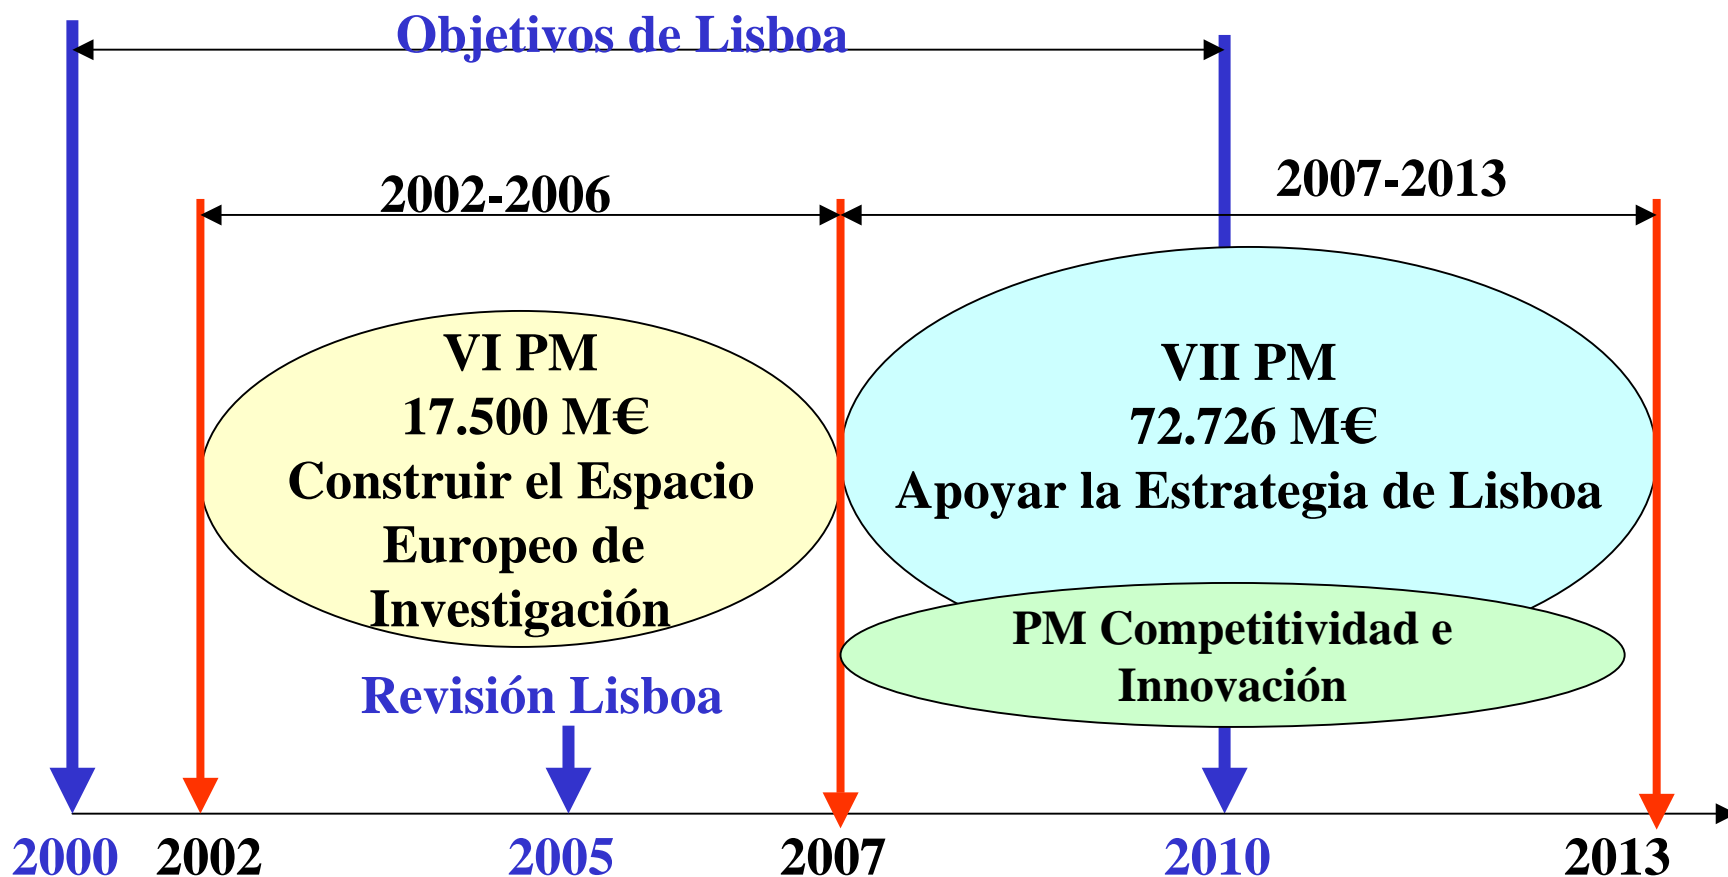 Objetivos de Lisboa
2002-2006
2007-2013
VI PM
17.500 M€
Construir el Espacio
Europeo de
Investigación
VII PM
72.726 M€
Apoyar la Estrategia de Lisboa
PM Competitividad e
Innovación
Revisión Lisboa
2000 2002 2005 2007 2010 2013